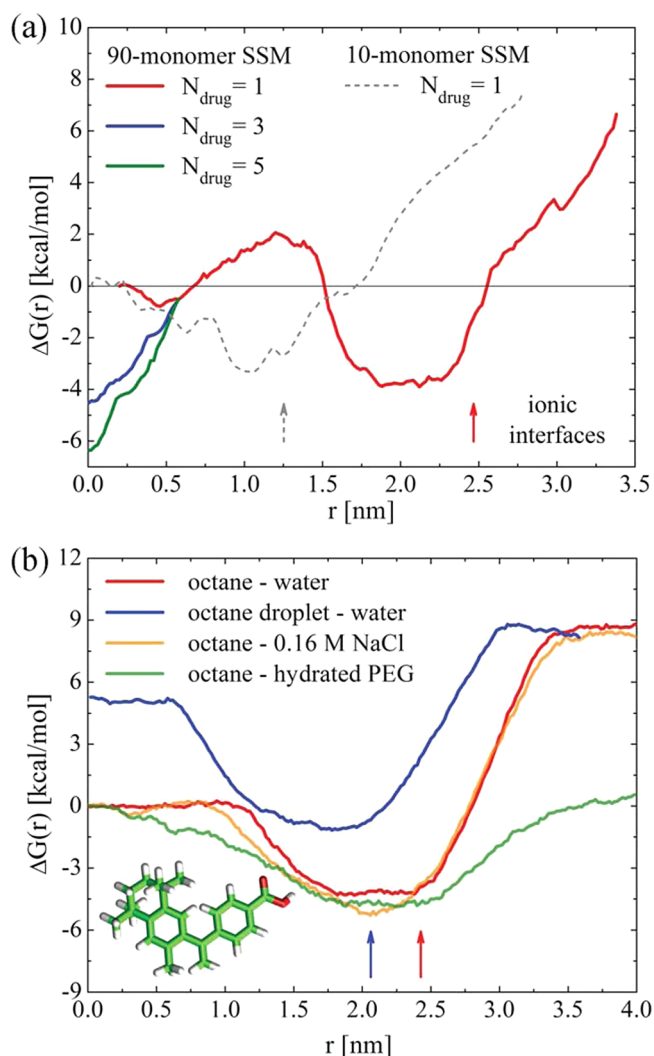 (a)
90-monomer SSM
N_drug = 1
N_drug = 3
N_drug = 5
10-monomer SSM
N_drug = 1
ionic
interfaces
ΔG(r) [kcal/mol]
10
8
6
4
2
0
-2
-4
-6
0.0 0.5 1.0 1.5 2.0 2.5 3.0 3.5
r [nm]
(b)
octane - water
octane droplet - water
octane - 0.16 M NaCl
octane - hydrated PEG
ΔG(r) [kcal/mol]
12
9
6
3
0
-3
-6
-9
0.0 0.5 1.0 1.5 2.0 2.5 3.0 3.5 4.0
r [nm]